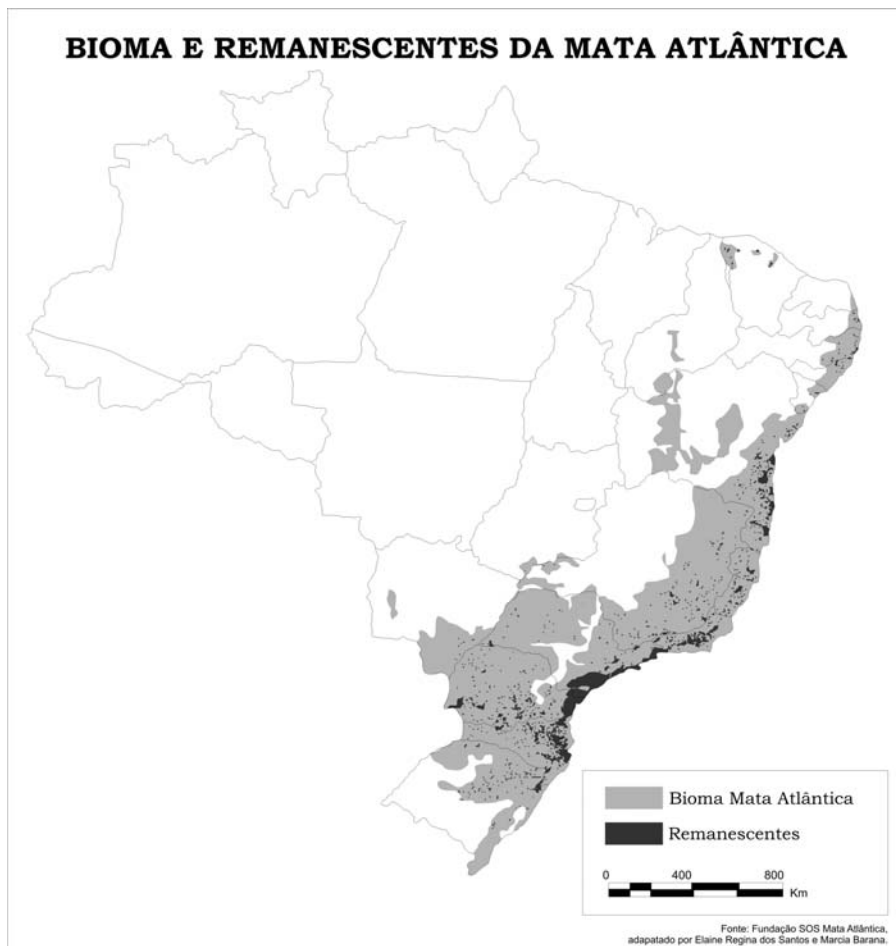 BIOMA E REMANESCENTES DA MATA ATLÂNTICA
Bioma Mata Atlântica
Remanescentes
0 400 800
Km
Fonte: Fundação SOS Mata Atlântica,
adapatado por Elaine Regina dos Santos e Marcia Barana.